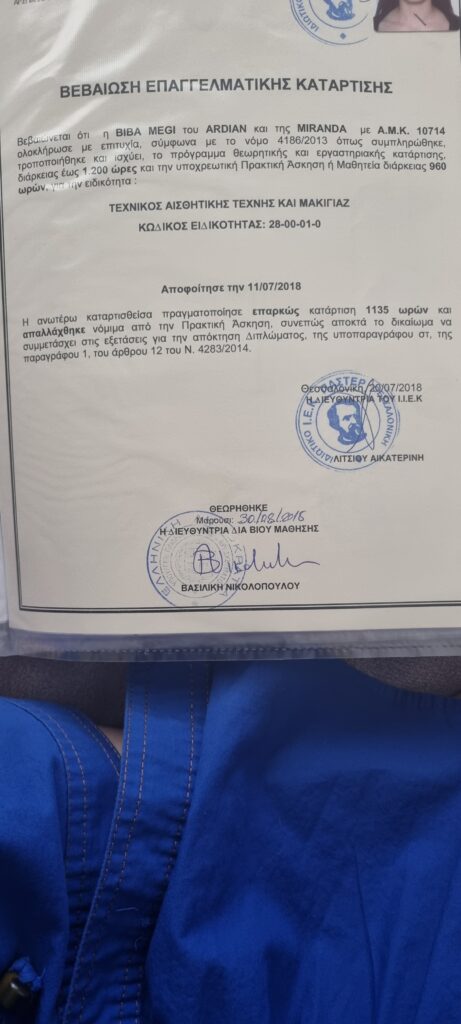 ΒΕΒΑΙΩΣΗ ΕΠΑΓΓΕΛΜΑΤΙΚΗΣ ΚΑΤΑΡΤΙΣΗΣ
Βεβαιώνεται ότι η BIBA MEGI του ARDIAN και της MIRANDA με Α.Μ.Κ. 10714
ολοκλήρωσε με επιτυχία, σύμφωνα με το νόμο 4186/2013 όπως συμπληρώθηκε,
τροποποιήθηκε και ισχύει, το πρόγραμμα θεωρητικής και εργαστηριακής κατάρτισης,
διάρκειας έως 1.200 ώρες και την υποχρεωτική Πρακτική Άσκηση ή Μαθητεία διάρκειας 960
ωρών, για την ειδικότητα :
ΤΕΧΝΙΚΟΣ ΑΙΣΘΗΤΙΚΗΣ ΤΕΧΝΗΣ ΚΑΙ ΜΑΚΙΓΙΑΖ
ΚΩΔΙΚΟΣ ΕΙΔΙΚΟΤΗΤΑΣ: 28-00-01-0
Αποφοίτησε την 11/07/2018
Η ανωτέρω καταρτισθείσα πραγματοποίησε επαρκώς κατάρτιση 1135 ωρών και
απαλλάχθηκε νόμιμα από την Πρακτική Άσκηση, συνεπώς αποκτά το δικαίωμα να
συμμετάσχει στις εξετάσεις για την απόκτηση Διπλώματος, της υποπαραγράφου στ, της
παραγράφου 1, του άρθρου 12 του Ν. 4283/2014.
Θεσσαλονίκη 20/07/2018
Η ΔΙΕΥΘΥΝΤΡΙΑ ΤΟΥ Ι.Ι.Ε.Κ
ΛΙΤΣΙΟΥ ΑΙΚΑΤΕΡΙΝΗ
ΘΕΩΡΗΘΗΚΕ
Μαρούσι: 30/08/2018
Η ΔΙΕΥΘΥΝΤΡΙΑ ΔΙΑ ΒΙΟΥ ΜΑΘΗΣΗΣ
ΒΑΣΙΛΙΚΗ ΝΙΚΟΛΟΠΟΥΛΟΥ